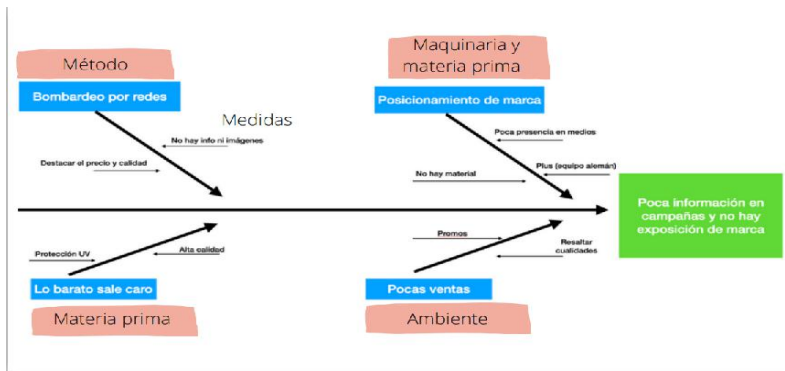 Método
Bombardeo por redes
Medidas
No hay info ni imágenes
Destacar el precio y calidad
Maquinaria y
materia prima
Posicionamiento de marca
Poca presencia en medios
Plus (equipo alemán)
No hay material
Poca información en
campañas y no hay
exposición de marca
Protección UV
Alta calidad
Lo barato sale caro
Materia prima
Promos
Resaltar
cualidades
Pocas ventas
Ambiente